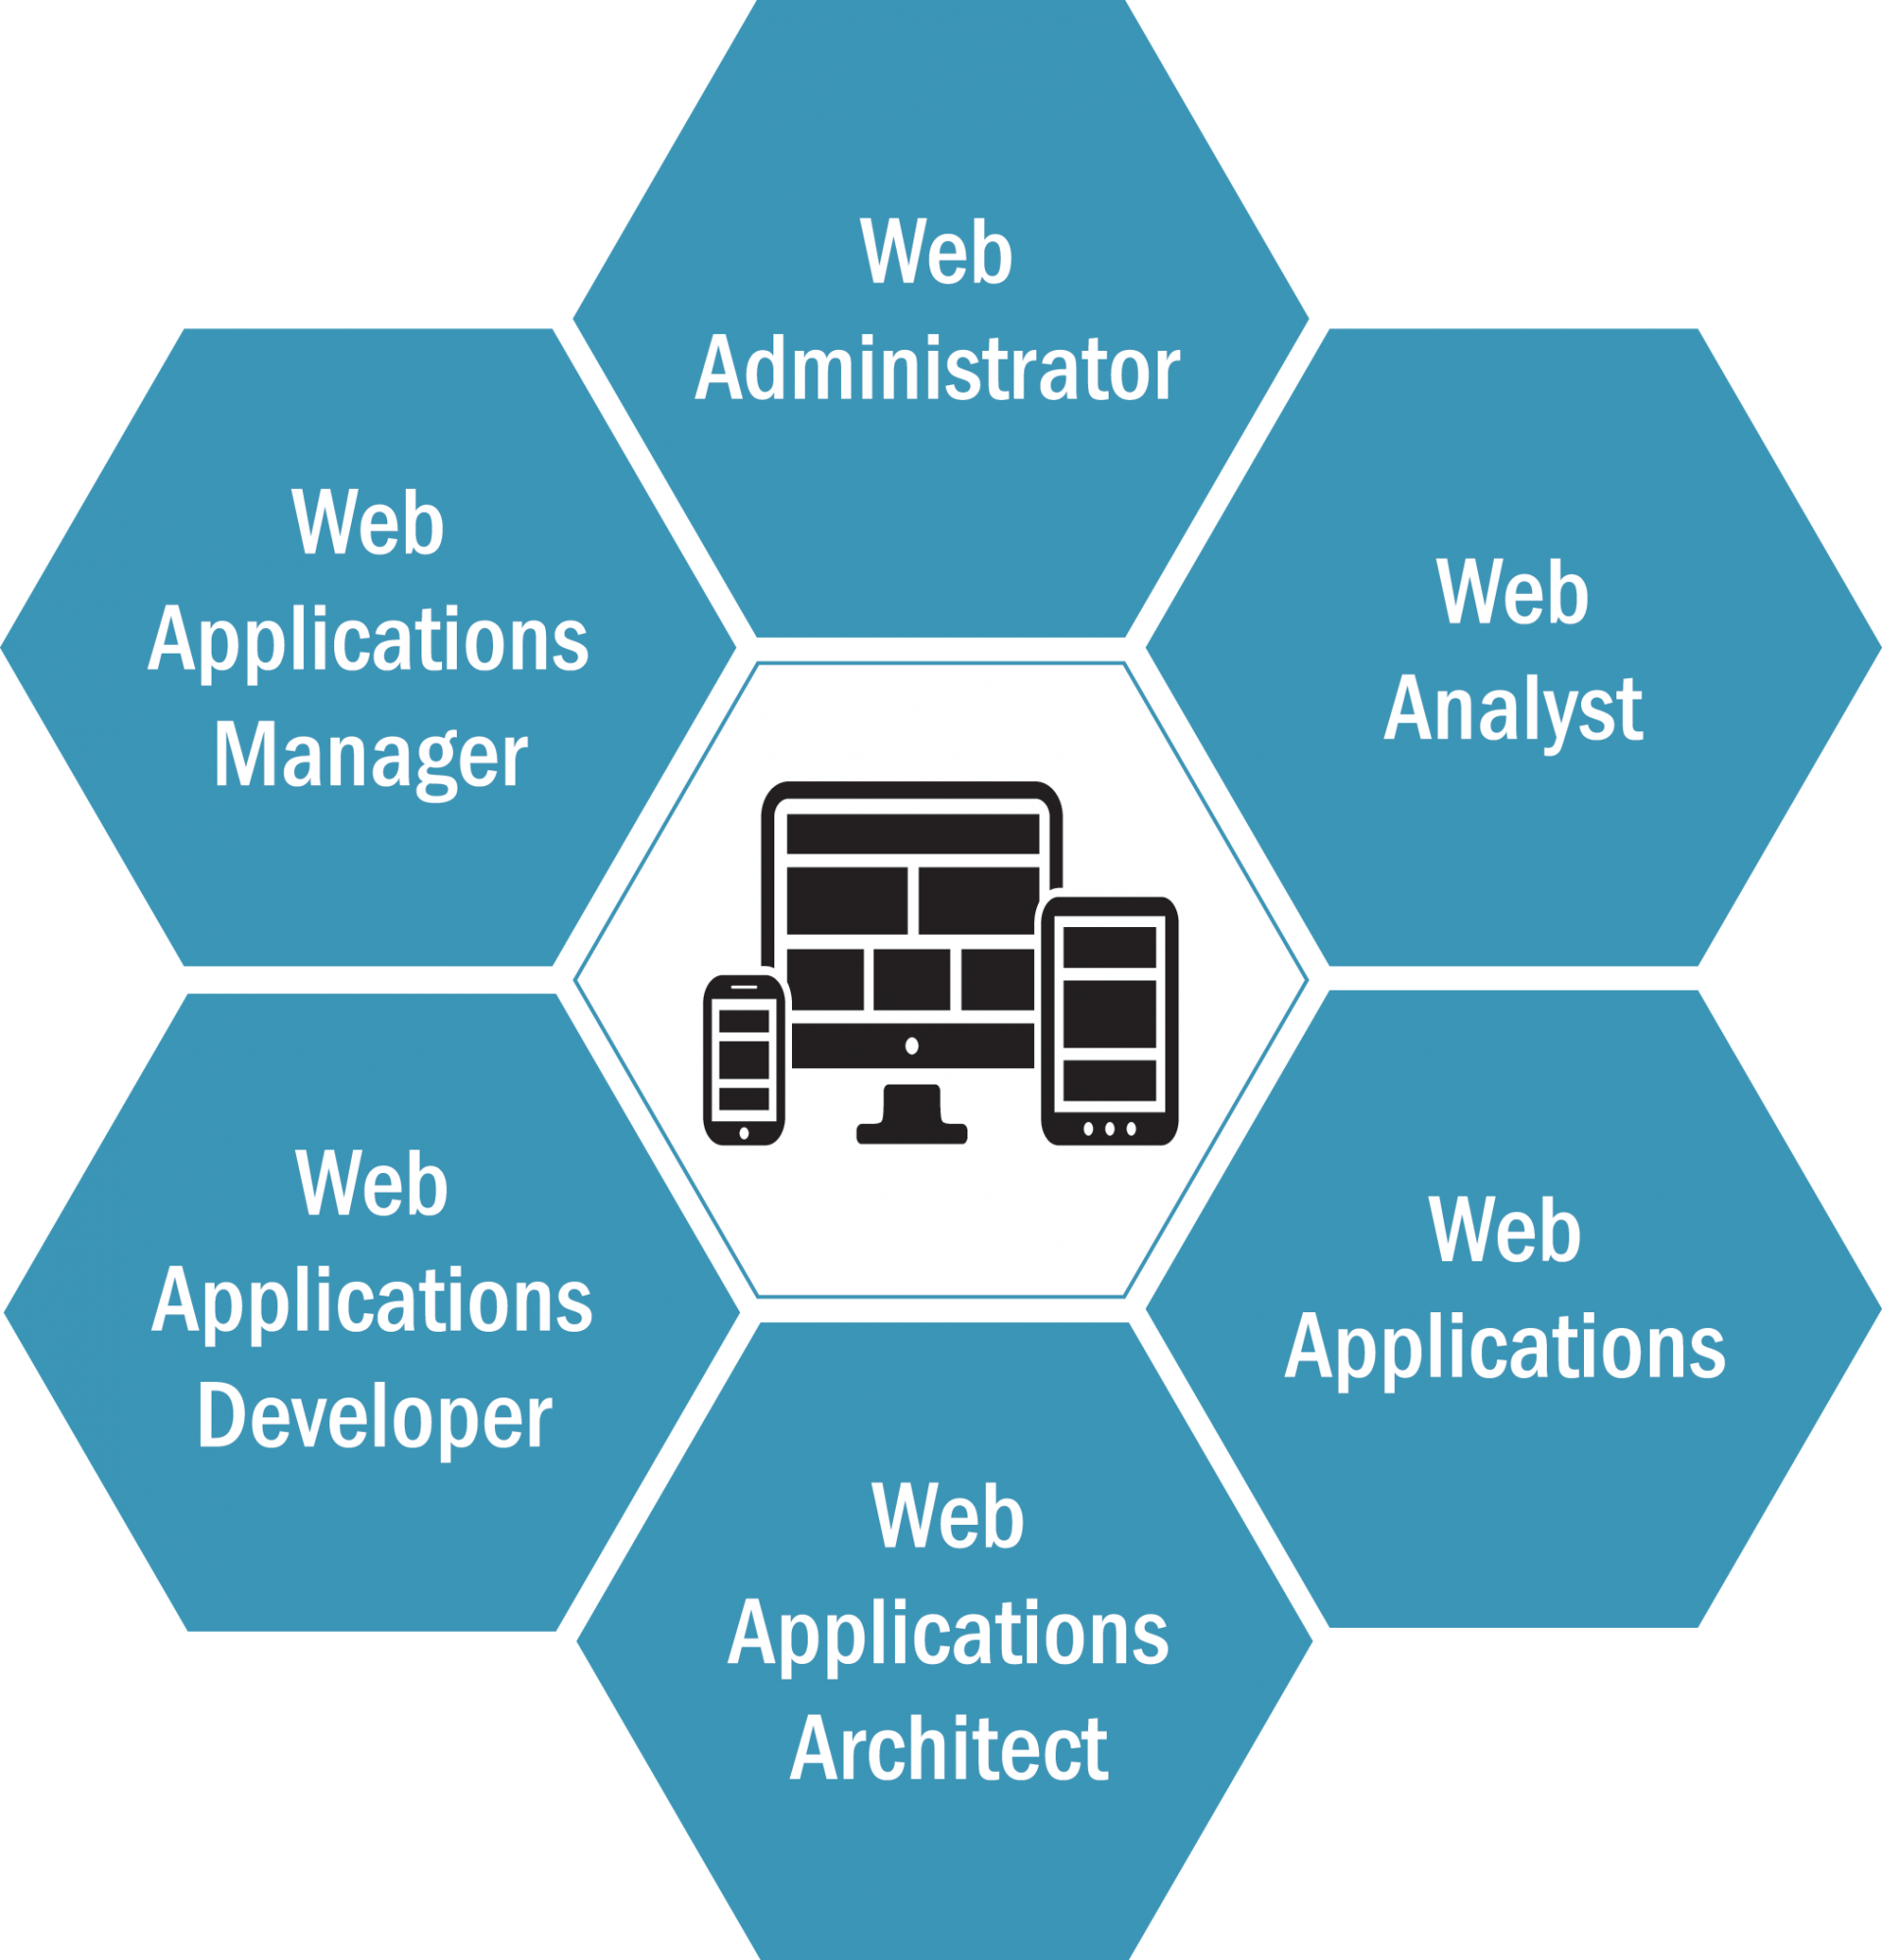 Web
Administrator
Web
Analyst
Web
Applications
Web
Applications
Architect
Web
Applications
Developer
Web
Applications
Manager